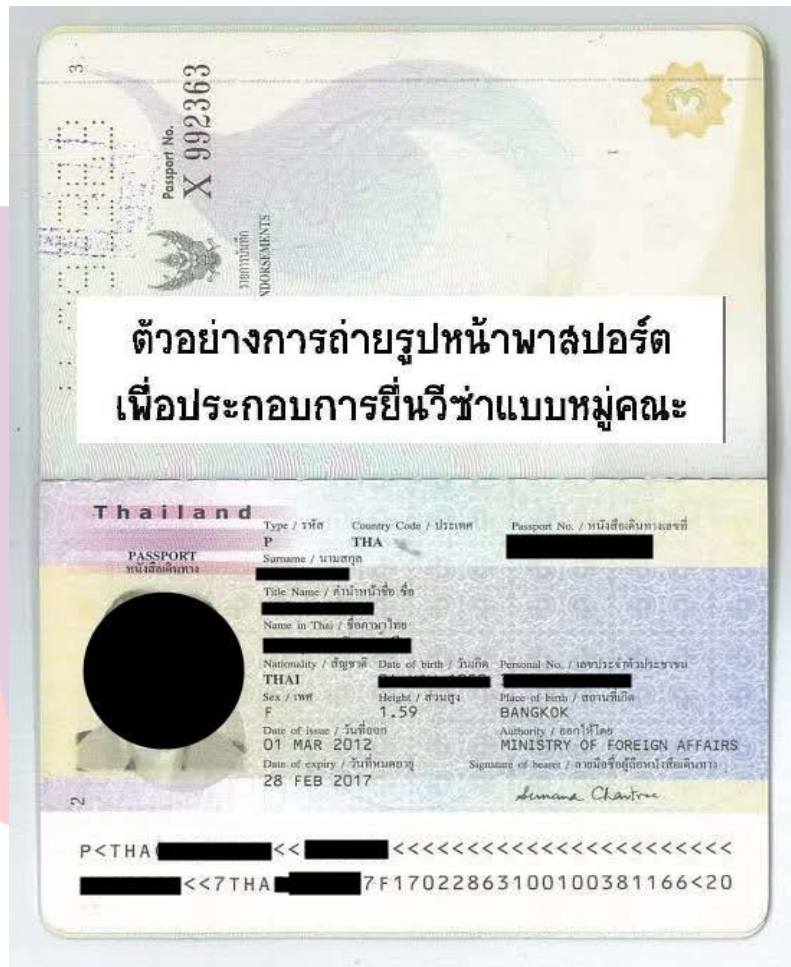 3
Passport No.
X 992363
รายการบันทึก
ENDORSEMENTS
ตัวอย่างการถ่ายรูปหน้าพาสปอร์ต
เพื่อประกอบการยื่นวีซ่าแบบหมู่คณะ
Thailand
PASSPORT
หนังสือเดินทาง
Type / รหัส Country Code / ประเทศ Passport No. / หนังสือเดินทางเลขที่
P THA
Surname / นามสกุล
Title Name / คำนำหน้าชื่อ ชื่อ
Name in Thai / ชื่อภาษาไทย
Nationality / สัญชาติ Date of birth / วันเกิด Personal No. / เลขประจำตัวประชาชน
THAI
Sex / เพศ Height / ส่วนสูง Place of birth / สถานที่เกิด
F 1.59 BANGKOK
Date of issue / วันที่ออก Authority / ออกให้โดย
01 MAR 2012 MINISTRY OF FOREIGN AFFAIRS
Date of expiry / วันที่หมดอายุ Signature of bearer / ลายมือชื่อผู้ถือหนังสือเดินทาง
28 FEB 2017
2
P<THA << <<<<<<<<<<<<<<<<<<<<<<<
<<7THA 7F17022863100100381166<20